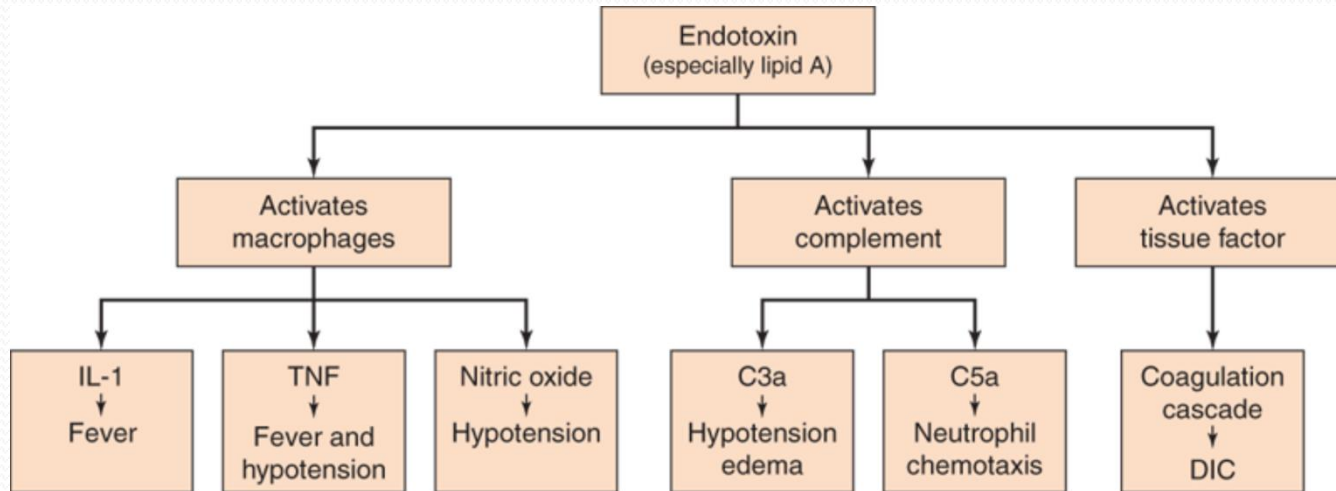 Endotoxin
(especially lipid A)
Activates
macrophages
Activates
complement
Activates
tissue factor
IL-1
Fever
TNF
Fever and
hypotension
Nitric oxide
Hypotension
C3a
Hypotension
edema
C5a
Neutrophil
chemotaxis
Coagulation
cascade
DIC